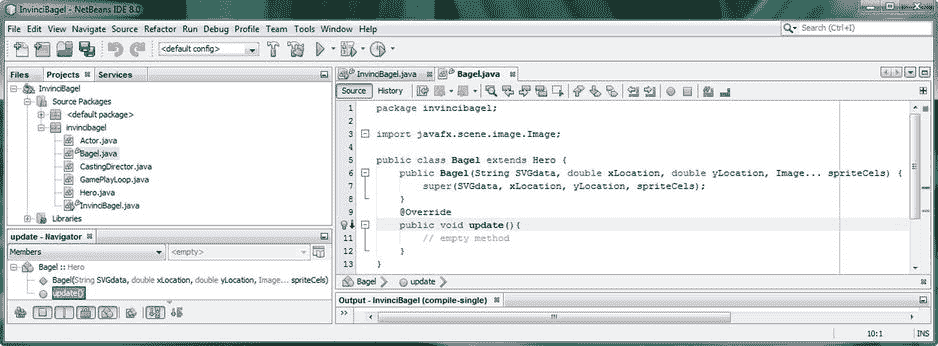 InvinciBagel - NetBeans IDE 8.0
File Edit View Navigate Source Refactor Run Debug Profile Team Tools Window Help
Search (Ctrl+I)
<default config>
Files Projects Services
InvinciBagel
Source Packages
<default package>
invincibagel
Actor.java
Bagel.java
CastingDirector.java
GamePlayLoop.java
Hero.java
InvinciBagel.java
Libraries
update - Navigator
Members
<empty>
Bagel :: Hero
Bagel(String SVGdata, double xLocation, double yLocation, Image... spriteCels)
update()
InvinciBagel.java Bagel.java
Source History
1 package invincibagel;
2
3 import javafx.scene.image.Image;
4
5 public class Bagel extends Hero {
6 public Bagel(String SVGdata, double xLocation, double yLocation, Image... spriteCels) {
7 super(SVGdata, xLocation, yLocation, spriteCels);
8 }
9 @Override
public void update(){
11 // empty method
12 }
13 }
Bagel update
Output - InvinciBagel (compile-single)
10:1 INS